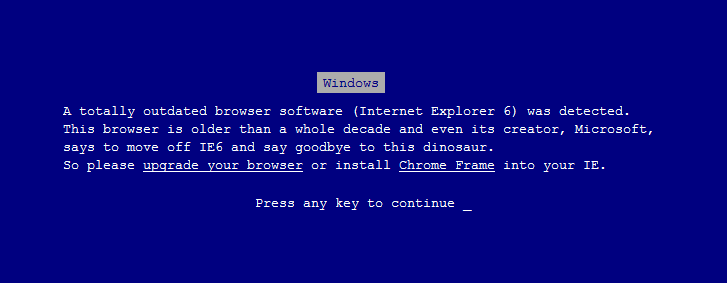 Windows
A totally outdated browser software (Internet Explorer 6) was detected.
This browser is older than a whole decade and even its creator, Microsoft,
says to move off IE6 and say goodbye to this dinosaur.
So please upgrade your browser or install Chrome Frame into your IE.
Press any key to continue _